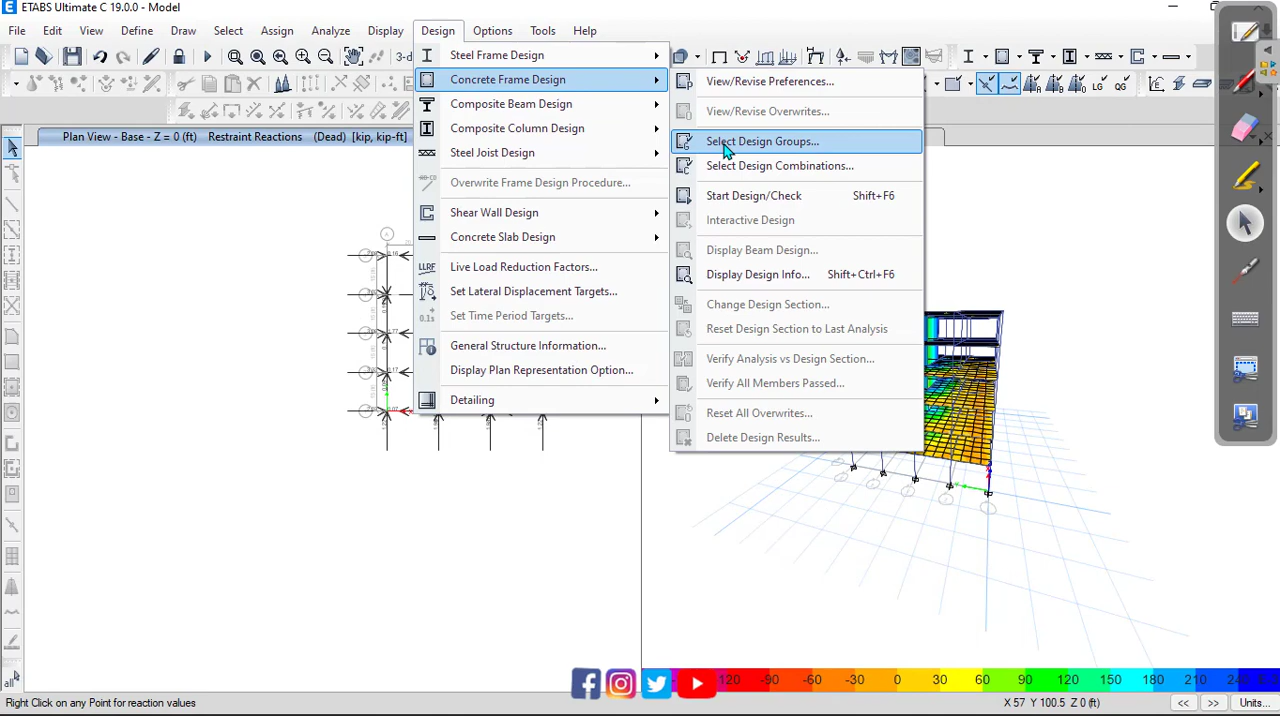 ETABS Ultimate C 19.0.0 - Model
File Edit View Define Draw Select Assign Analyze Display Design Options Tools Help
3-d
LG QG
Plan View - Base - Z = 0 (ft) Restraint Reactions (Dead) [kip, kip-ft]
Steel Frame Design
Concrete Frame Design
Composite Beam Design
Composite Column Design
Steel Joist Design
Overwrite Frame Design Procedure...
Shear Wall Design
Concrete Slab Design
LLRF Live Load Reduction Factors...
Set Lateral Displacement Targets...
0.1s Set Time Period Targets...
General Structure Information...
Display Plan Representation Option...
Detailing
View/Revise Preferences...
View/Revise Overwrites...
Select Design Groups...
Select Design Combinations...
Start Design/Check Shift+F6
Interactive Design
Display Beam Design...
Display Design Info... Shift+Ctrl+F6
Change Design Section...
Reset Design Section to Last Analysis
Verify Analysis vs Design Section...
Verify All Members Passed...
Reset All Overwrites...
Delete Design Results...
all
-90 -60 -30 0 30 60 90 120 150 180 210 240
Right Click on any Point for reaction values
X 57 Y 100.5 Z 0 (ft) << >> Units...